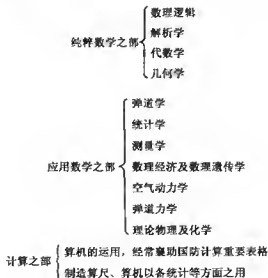 纯粹数学之部
数理逻辑
解析学
代数学
几何学
应用数学之部
弹道学
统计学
测量学
数理经济及数理遗传学
空气动力学
弹道力学
理论物理及化学
计算之部
算机的运用，经常襄助国防计算重要表格
制造算尺、算机以备统计等方面之用